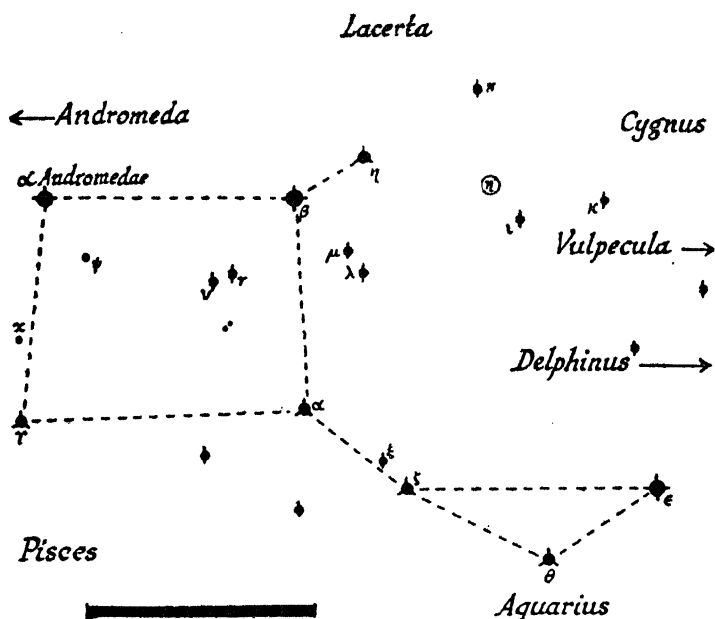 Lacerta
π
←Andromeda
Cygnus
α Andromedae
η
β
η
ι
κ
Vulpecula →
ψ
μ
λ
ν
τ
χ
Delphinus →
γ
α
ξ
ζ
ε
θ
Pisces
Aquarius